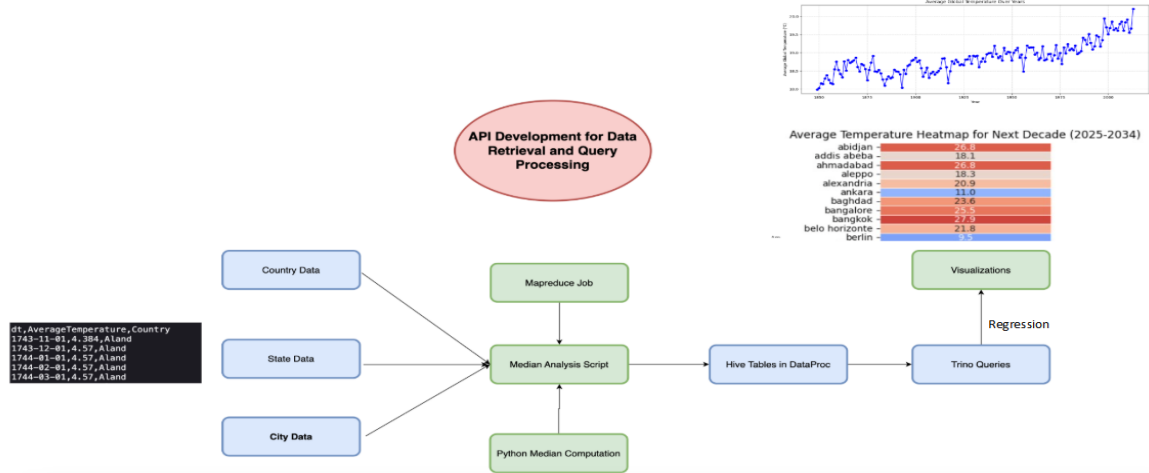 Average Global Temperature Over Years
Average Global Temperature (°C)
Year
API Development for Data
Retrieval and Query
Processing
Average Temperature Heatmap for Next Decade (2025-2034)
abidjan 26.8
addis abeba 18.1
ahmadabad 26.8
aleppo 18.3
alexandria 20.9
ankara 11.0
baghdad 23.6
bangalore 25.5
bangkok 27.9
belo horizonte 21.8
berlin 9.5
Country Data
Mapreduce Job
Visualizations
Regression
dt,AverageTemperature,Country
1743-11-01,4.384,Aland
1743-12-01,4.57,Aland
1744-01-01,4.57,Aland
1744-02-01,4.57,Aland
1744-03-01,4.57,Aland
State Data
Median Analysis Script
Hive Tables in DataProc
Trino Queries
City Data
Python Median Computation